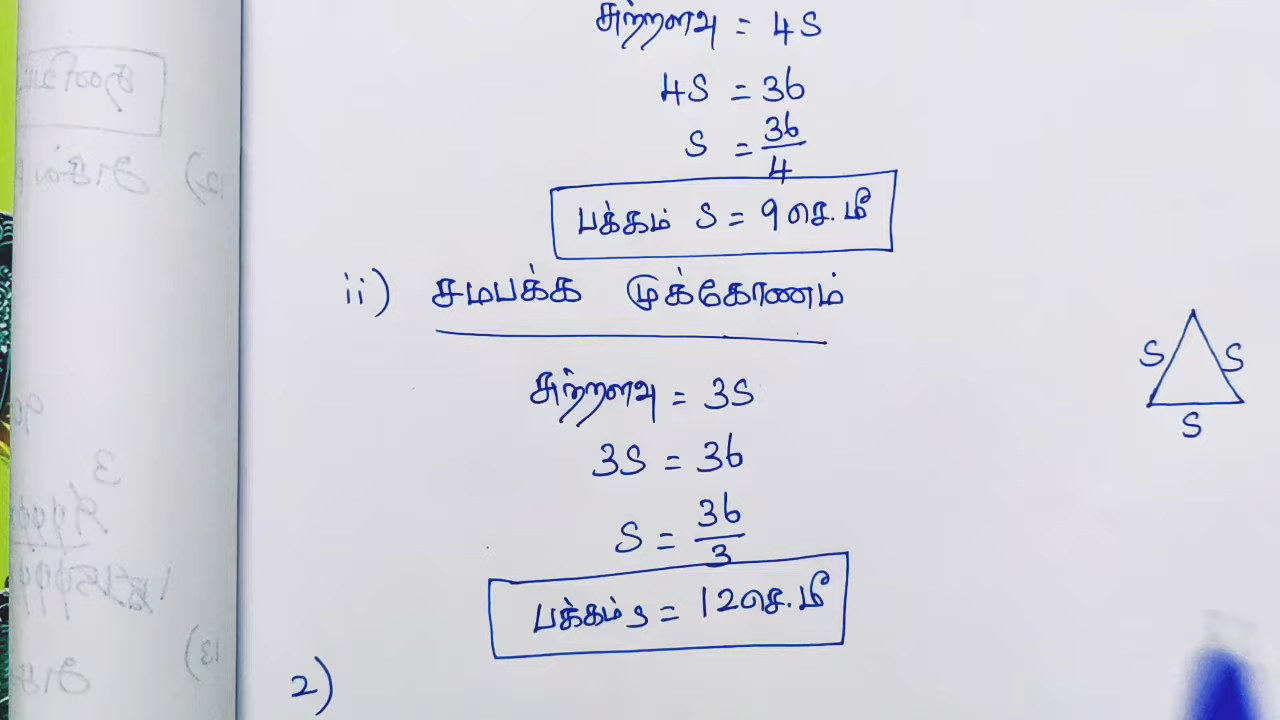 சுற்றளவு = 4S
4S = 36
S = 36/4
பக்கம் S = 9 செ.மீ
ii) சமபக்க முக்கோணம்
சுற்றளவு = 3S
S S
S
3S = 36
S = 36/3
பக்கம் S = 12 செ.மீ
2)